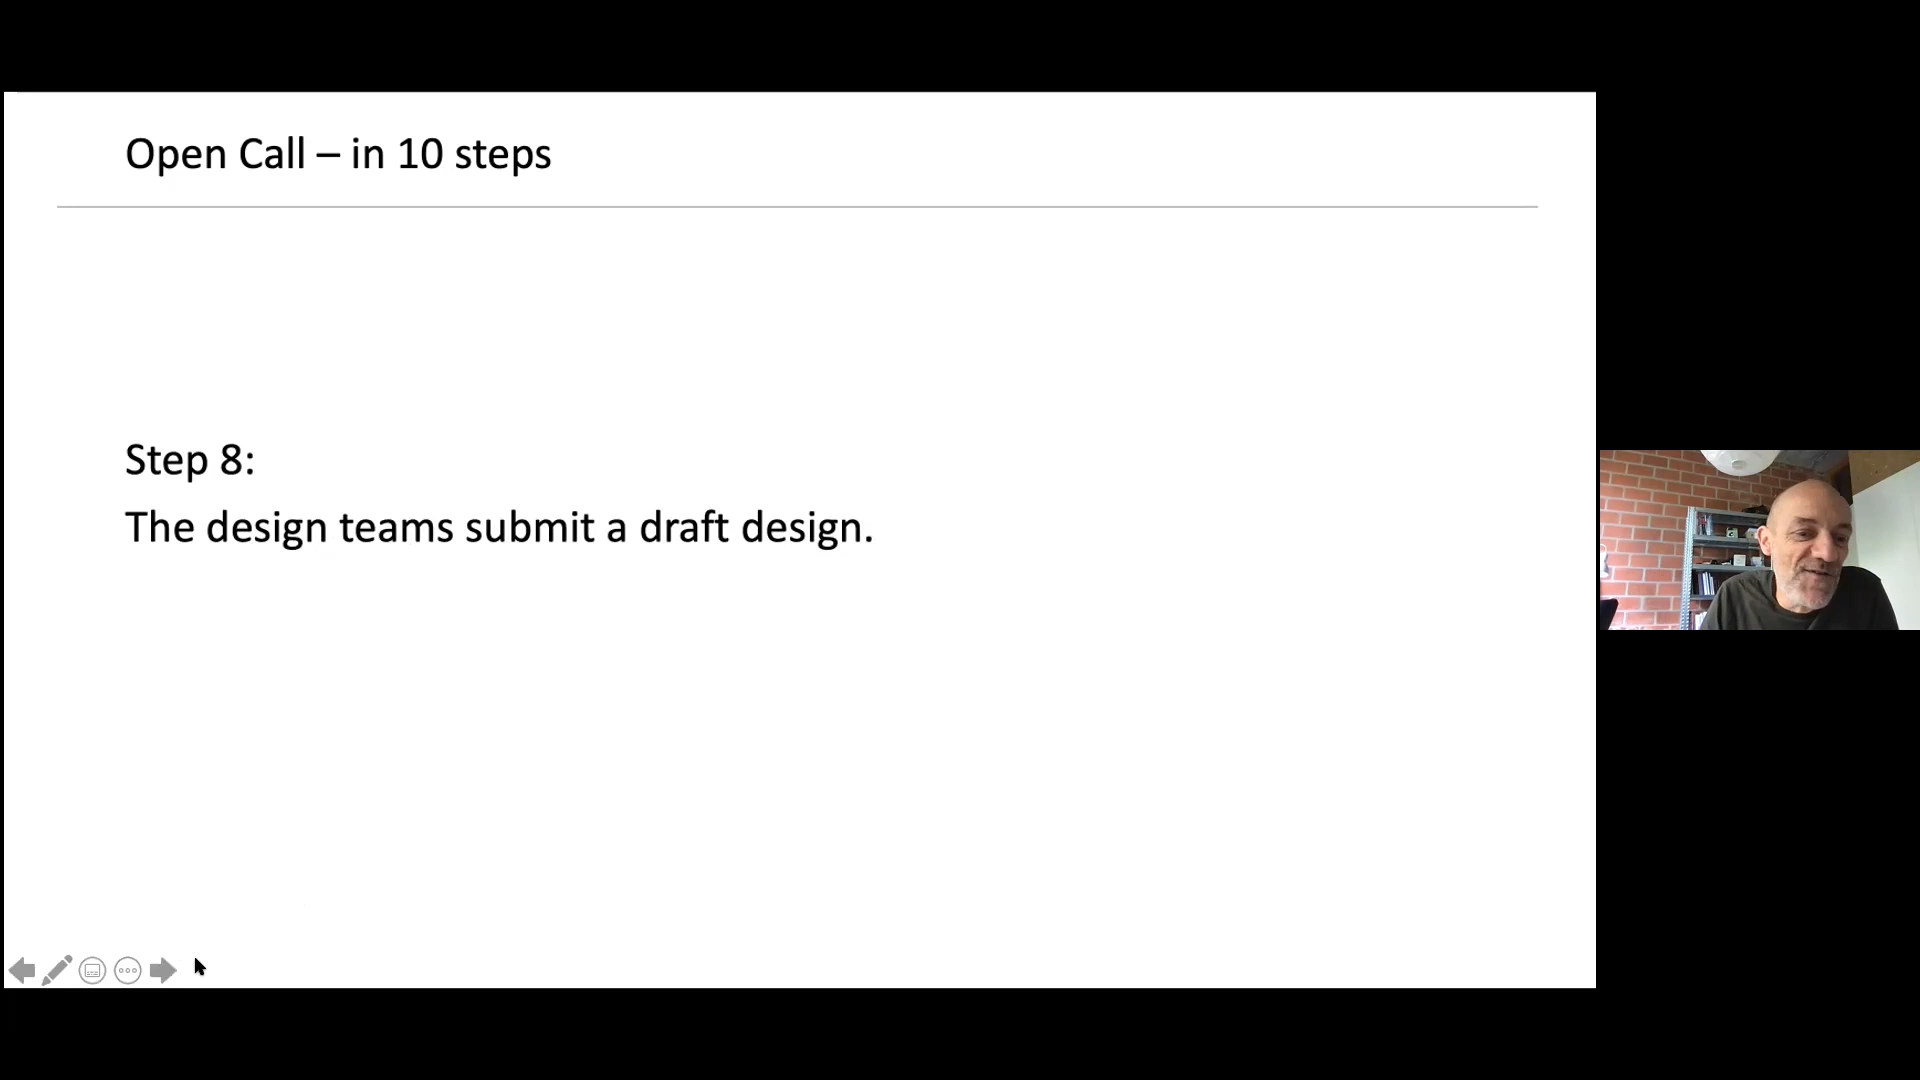 Open Call – in 10 steps
Step 8:
The design teams submit a draft design.